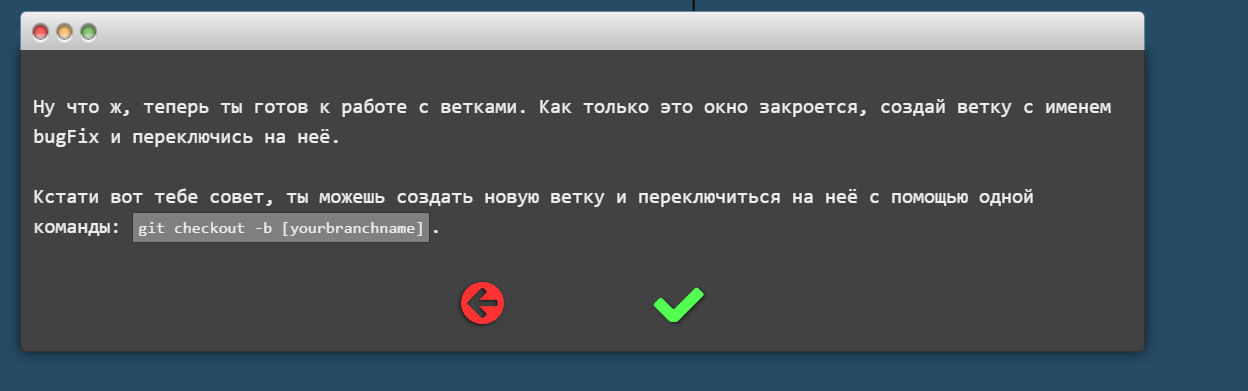 Ну что ж, теперь ты готов к работе с ветками. Как только это окно закроется, создай ветку с именем
bugFix и переключись на неё.
Кстати вот тебе совет, ты можешь создать новую ветку и переключиться на неё с помощью одной
команды: git checkout -b [yourbranchname].